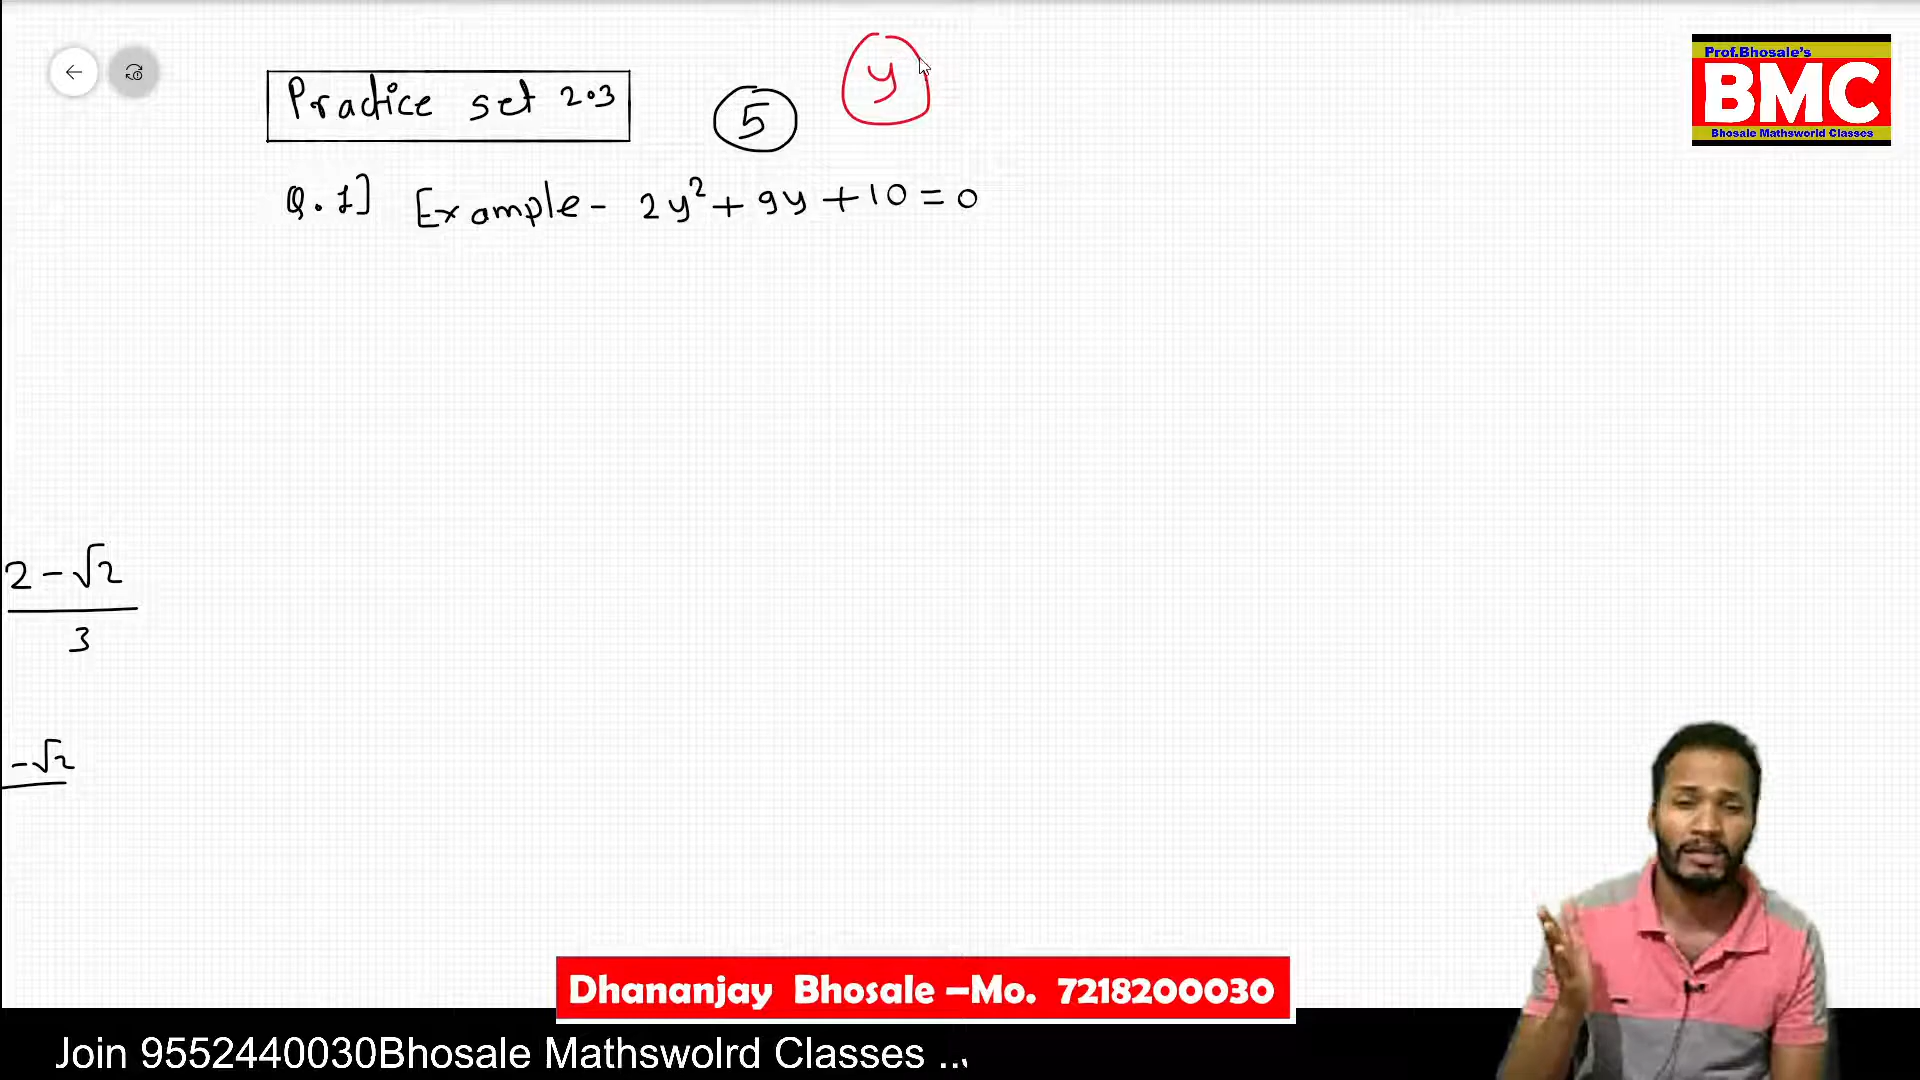 Practice set 2.3
5
y
Q.1] Example- 2y²+9y+10=0
2-√2
3
-√2
Prof.Bhosale's
BMC
Bhosale Mathsworld Classes
Dhananjay Bhosale –Mo. 7218200030
Join 9552440030Bhosale Mathswolrd Classes ...